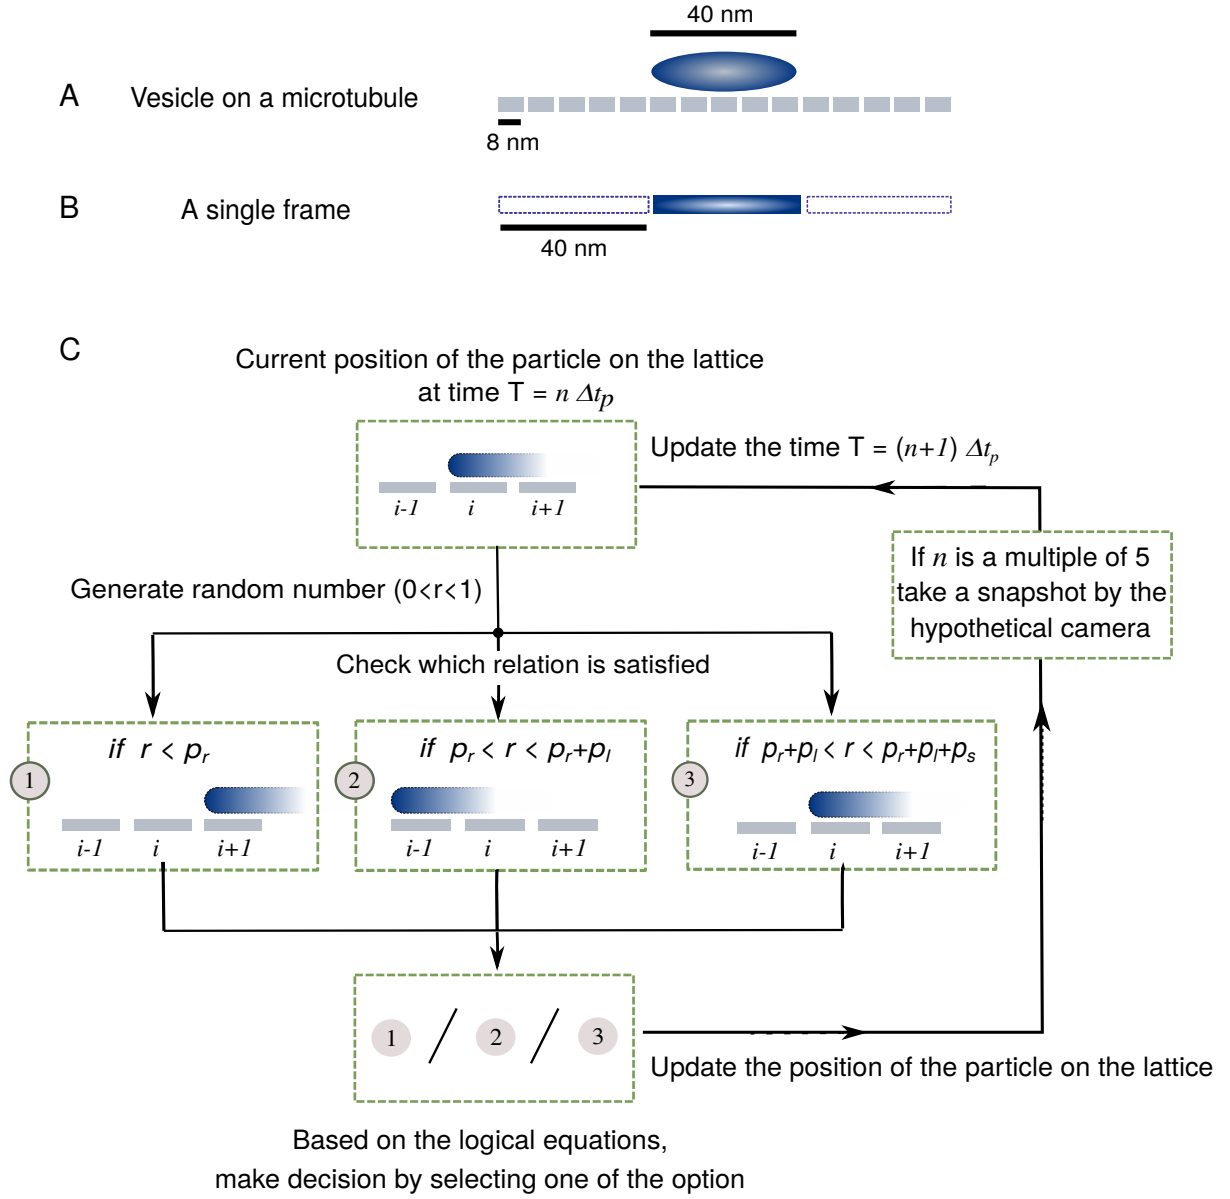 40 nm
A
Vesicle on a microtubule
8 nm
B
A single frame
40 nm
C
Current position of the particle on the lattice
at time T = n Δtp
Update the time T = (n+1) Δtp
i-1 i i+1
If n is a multiple of 5
take a snapshot by the
hypothetical camera
Generate random number (0<r<1)
Check which relation is satisfied
1
if r < pr
i-1 i i+1
2
if pr < r < pr+pl
i-1 i i+1
3
if pr+pl < r < pr+pl+ps
i-1 i i+1
1 / 2 / 3
Update the position of the particle on the lattice
Based on the logical equations,
make decision by selecting one of the option